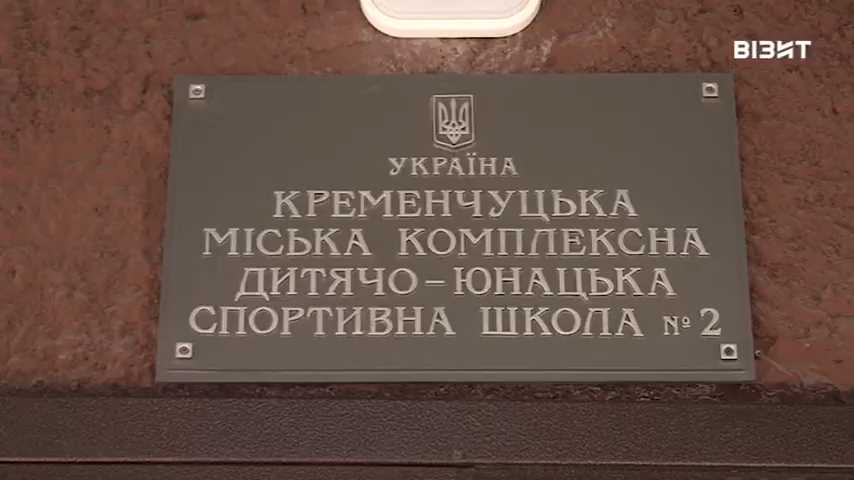 ВІЗИТ
УКРАЇНА
КРЕМЕНЧУЦЬКА
МІСЬКА КОМПЛЕКСНА
ДИТЯЧО – ЮНАЦЬКА
СПОРТИВНА ШКОЛА № 2